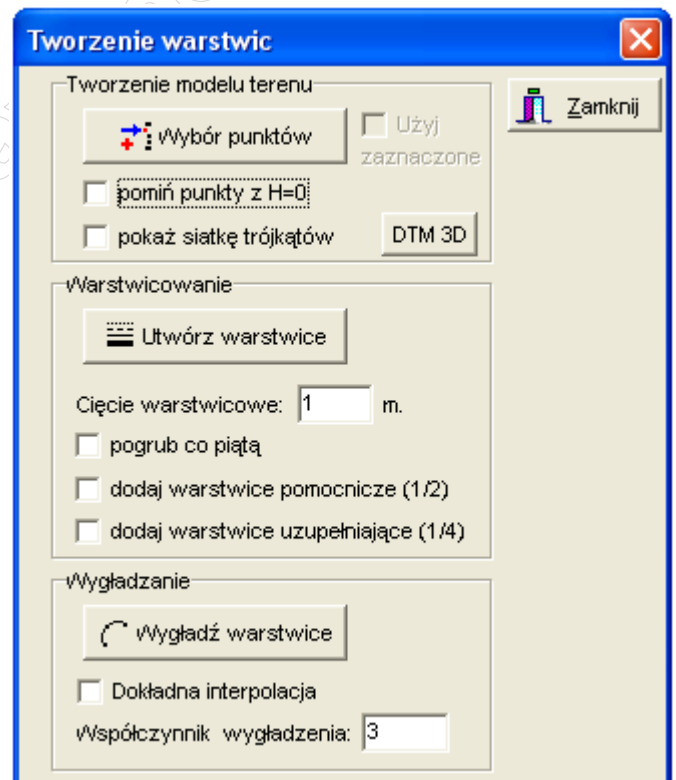 Tworzenie warstwic
Tworzenie modelu terenu
Zamknij
Wybór punktów
Użyj zaznaczone
pomiń punkty z H=0
pokaż siatkę trójkątów
DTM 3D
Warstwicowanie
Utwórz warstwice
Cięcie warstwicowe: 1 m.
pogrub co piątą
dodaj warstwice pomocnicze (1/2)
dodaj warstwice uzupełniające (1/4)
Wygładzanie
Wygładź warstwice
Dokładna interpolacja
Współczynnik wygładzenia: 3